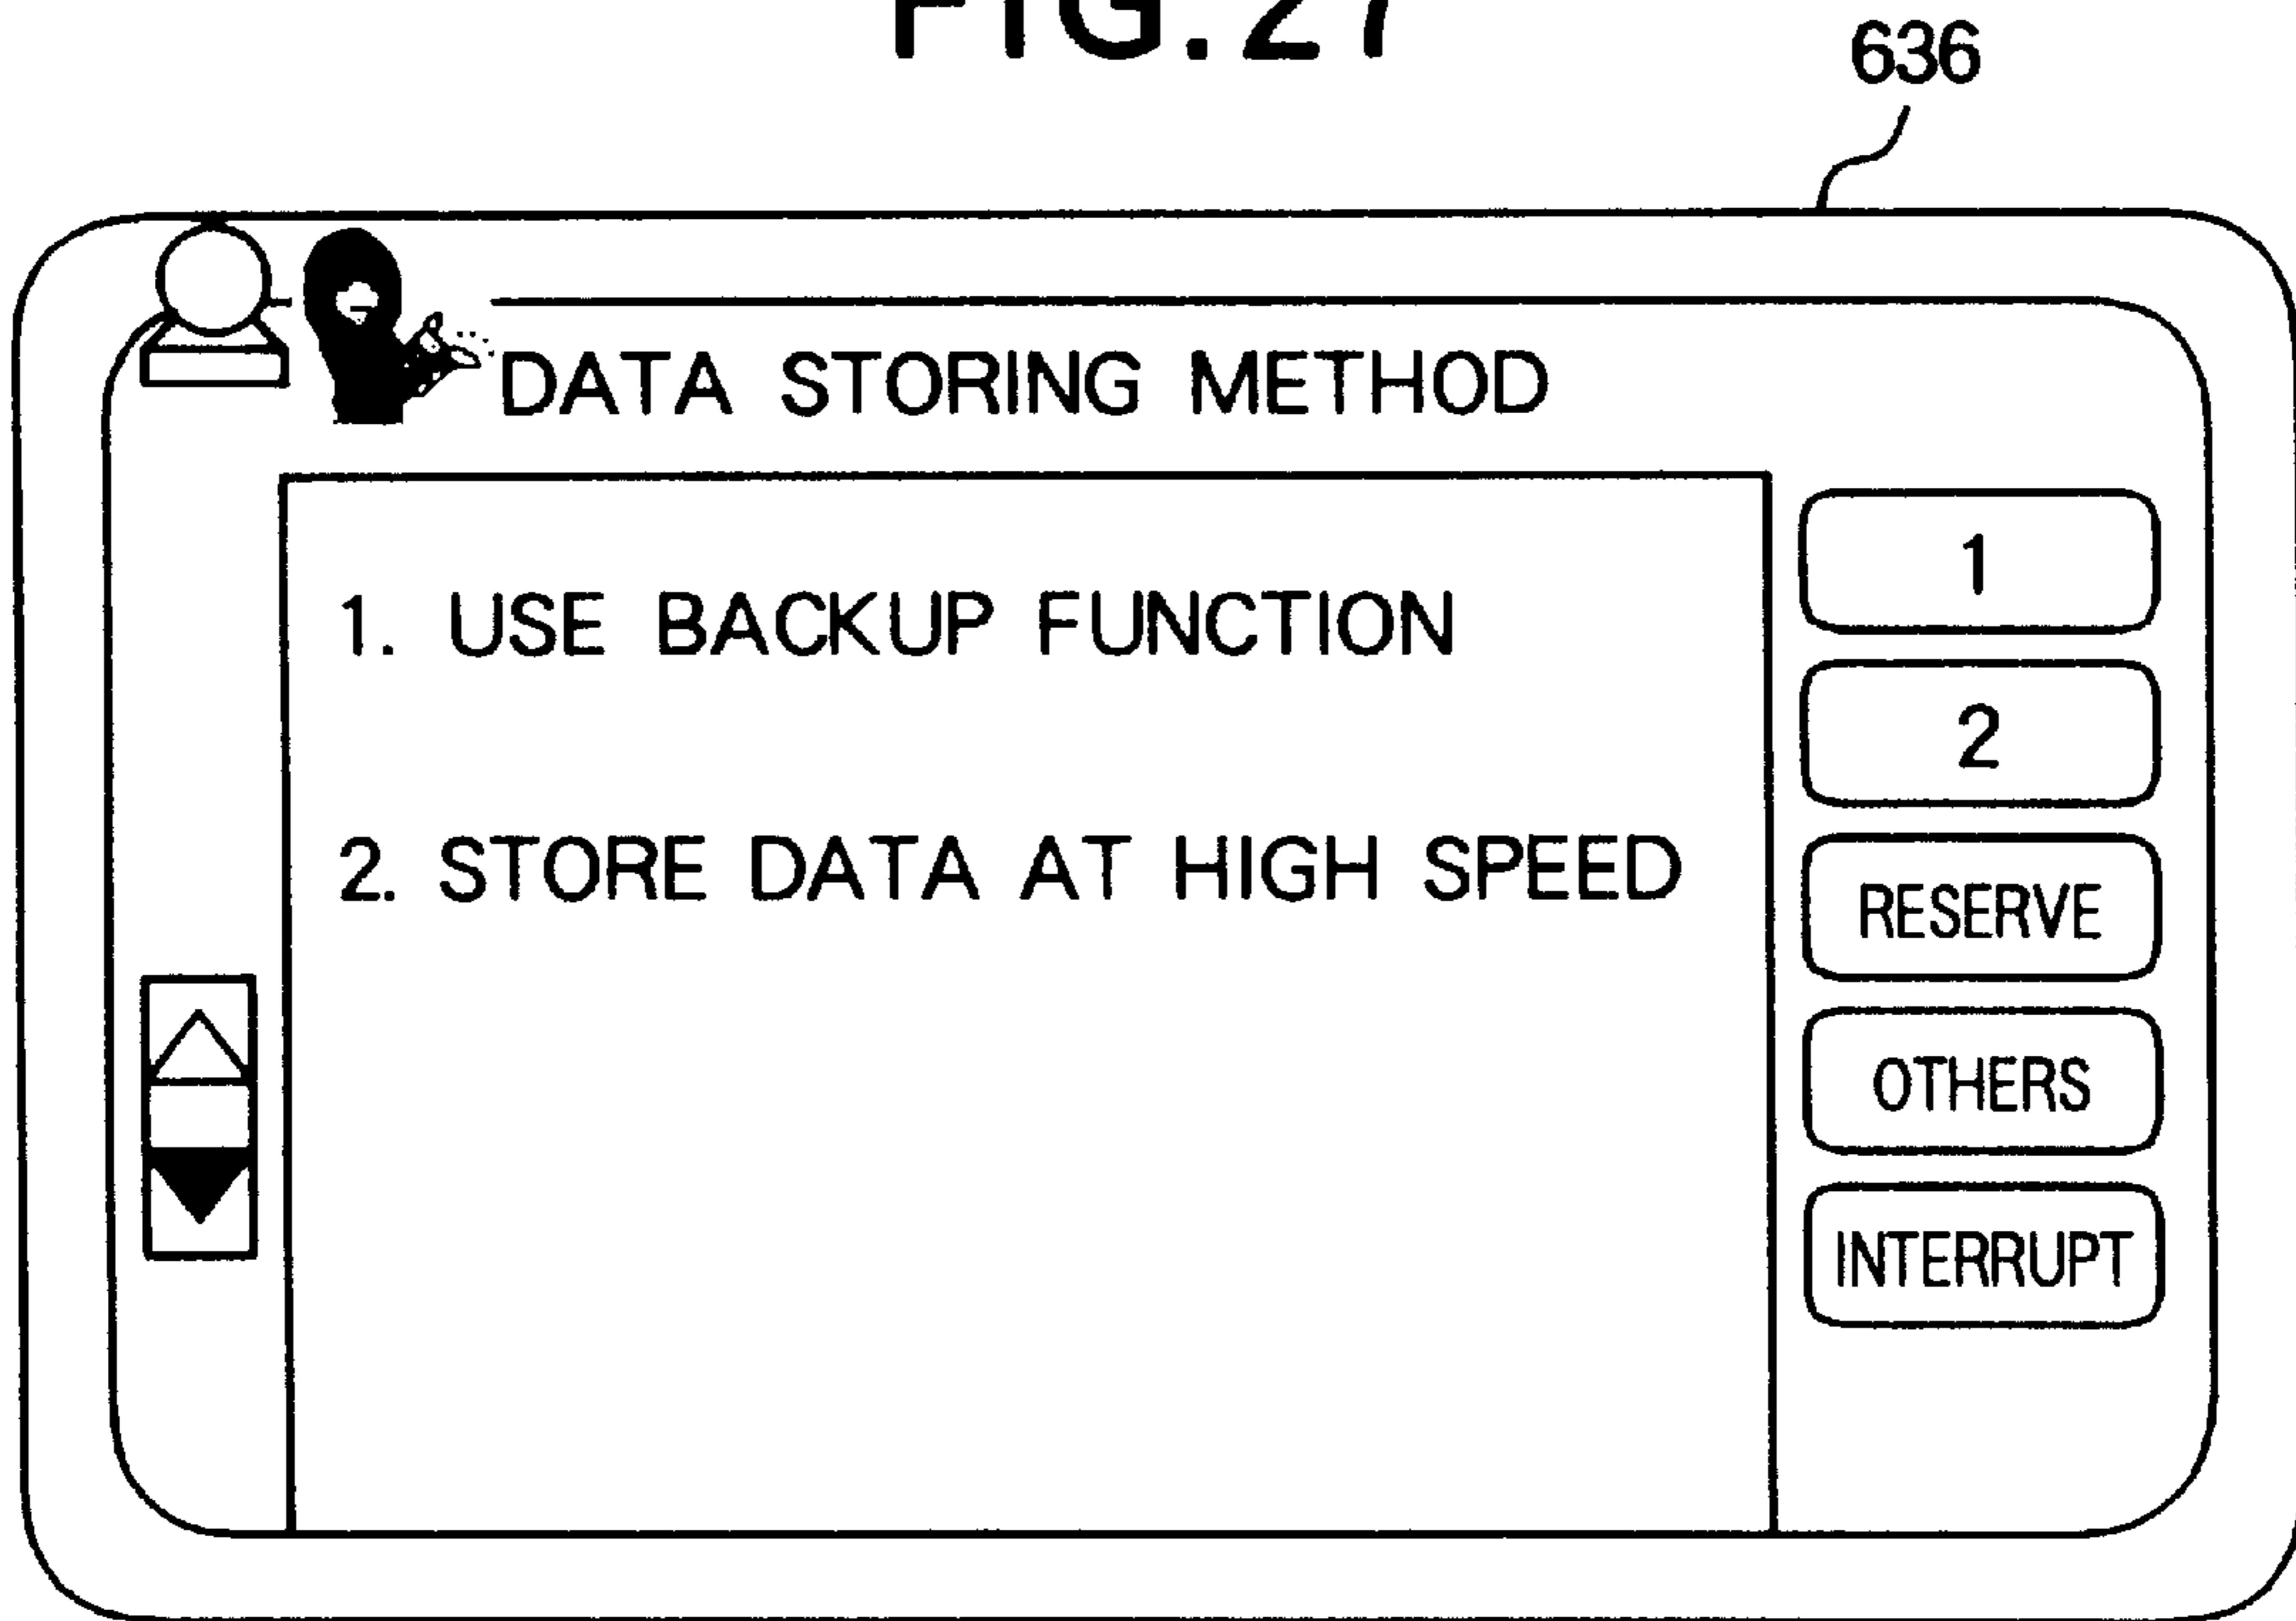 FIG.27
636
DATA STORING METHOD
1. USE BACKUP FUNCTION
2. STORE DATA AT HIGH SPEED
1
2
RESERVE
OTHERS
INTERRUPT